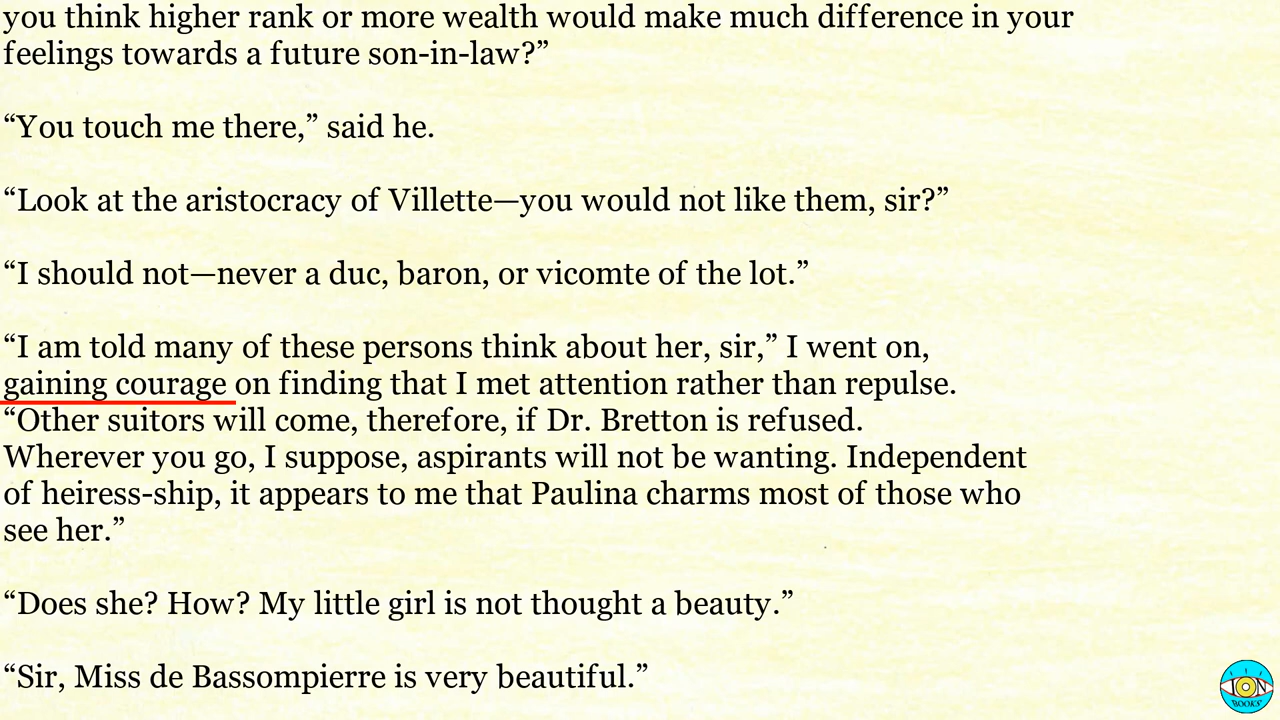 you think higher rank or more wealth would make much difference in your
feelings towards a future son-in-law?”
“You touch me there,” said he.
“Look at the aristocracy of Villette—you would not like them, sir?”
“I should not—never a duc, baron, or vicomte of the lot.”
“I am told many of these persons think about her, sir,” I went on,
gaining courage on finding that I met attention rather than repulse.
“Other suitors will come, therefore, if Dr. Bretton is refused.
Wherever you go, I suppose, aspirants will not be wanting. Independent
of heiress-ship, it appears to me that Paulina charms most of those who
see her.”
“Does she? How? My little girl is not thought a beauty.”
“Sir, Miss de Bassompierre is very beautiful.”
ION
BOOKS